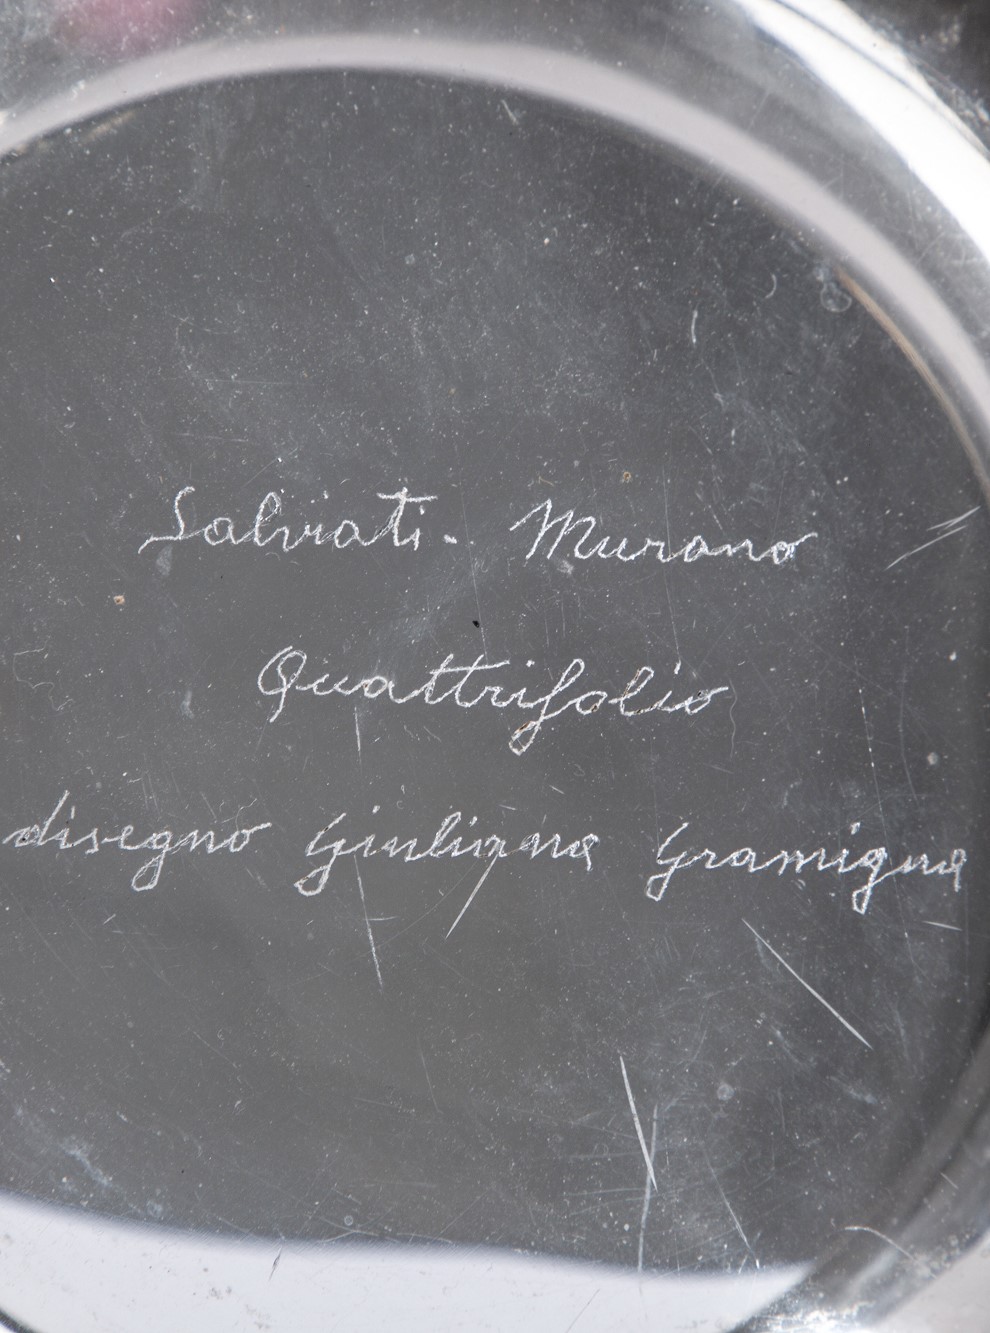 Salviati. Murano
Quattrifolio
disegno Giuliana Gramigna